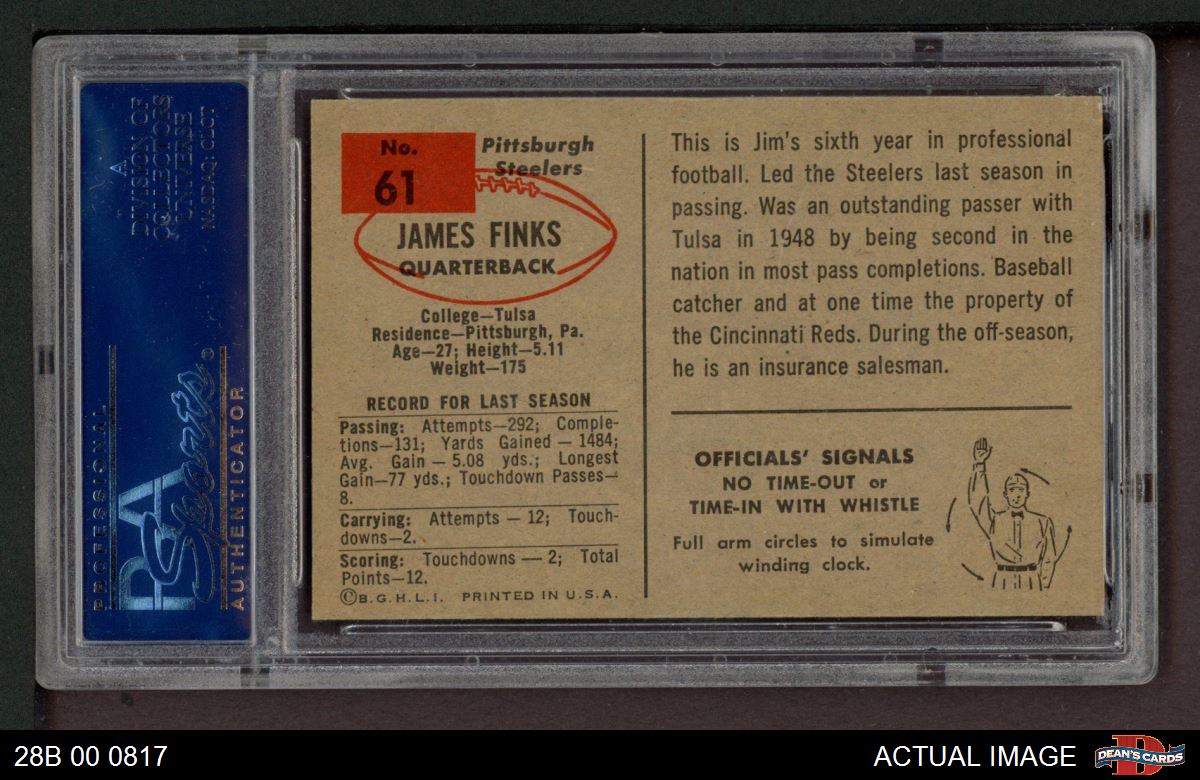 A
DIVISION OF
COLLECTORS
UNIVERSE
NASDAQ: CLCT
PSA
Sports®
PROFESSIONAL
AUTHENTICATOR
No.
61
Pittsburgh
Steelers
JAMES FINKS
QUARTERBACK
College—Tulsa
Residence—Pittsburgh, Pa.
Age—27; Height—5.11
Weight—175
RECORD FOR LAST SEASON
Passing: Attempts—292; Comple-
tions—131; Yards Gained — 1484;
Avg. Gain — 5.08 yds.; Longest
Gain—77 yds.; Touchdown Passes—
8.
Carrying: Attempts — 12; Touch-
downs—2.
Scoring: Touchdowns — 2; Total
Points—12.
©B.G.H.L.I. PRINTED IN U.S.A.
This is Jim's sixth year in professional
football. Led the Steelers last season in
passing. Was an outstanding passer with
Tulsa in 1948 by being second in the
nation in most pass completions. Baseball
catcher and at one time the property of
the Cincinnati Reds. During the off-season,
he is an insurance salesman.
OFFICIALS' SIGNALS
NO TIME-OUT or
TIME-IN WITH WHISTLE
Full arm circles to simulate
winding clock.
28B 00 0817
ACTUAL IMAGE
D
DEAN'S CARDS